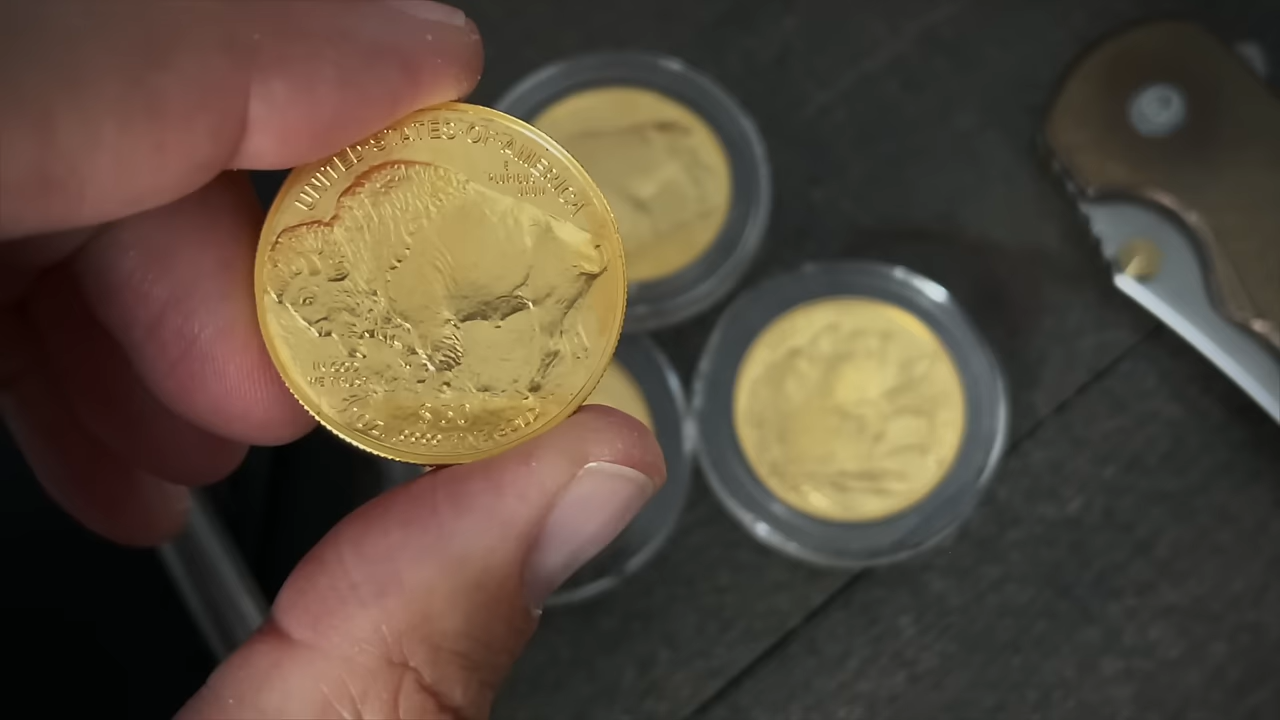 UNITED·STATES·OF·AMERICA
E
PLURIBUS
UNUM
IN GOD
WE TRUST
$50
1 OZ. .9999 FINE GOLD